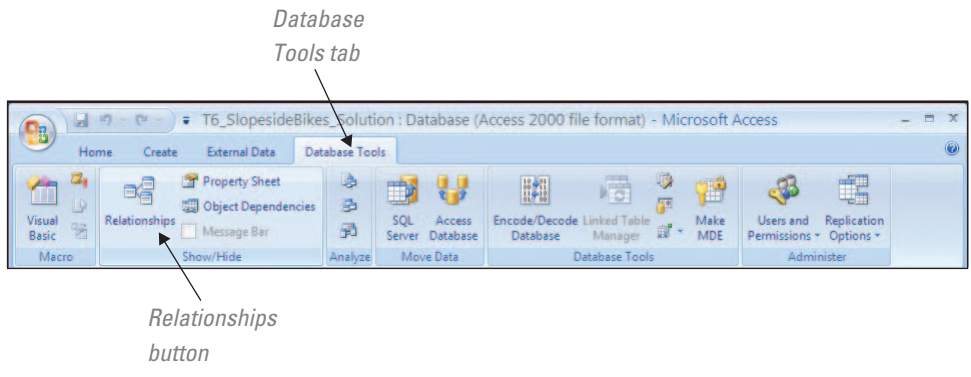 Database
Tools tab
T6_SlopesideBikes_Solution : Database (Access 2000 file format) - Microsoft Access
Home Create External Data Database Tools
Visual Basic
Relationships
Property Sheet
Object Dependencies
Message Bar
SQL Server
Access Database
Encode/Decode Database
Linked Table Manager
Make MDE
Users and Permissions
Replication Options
Macro Show/Hide Analyze Move Data Database Tools Administer
Relationships
button